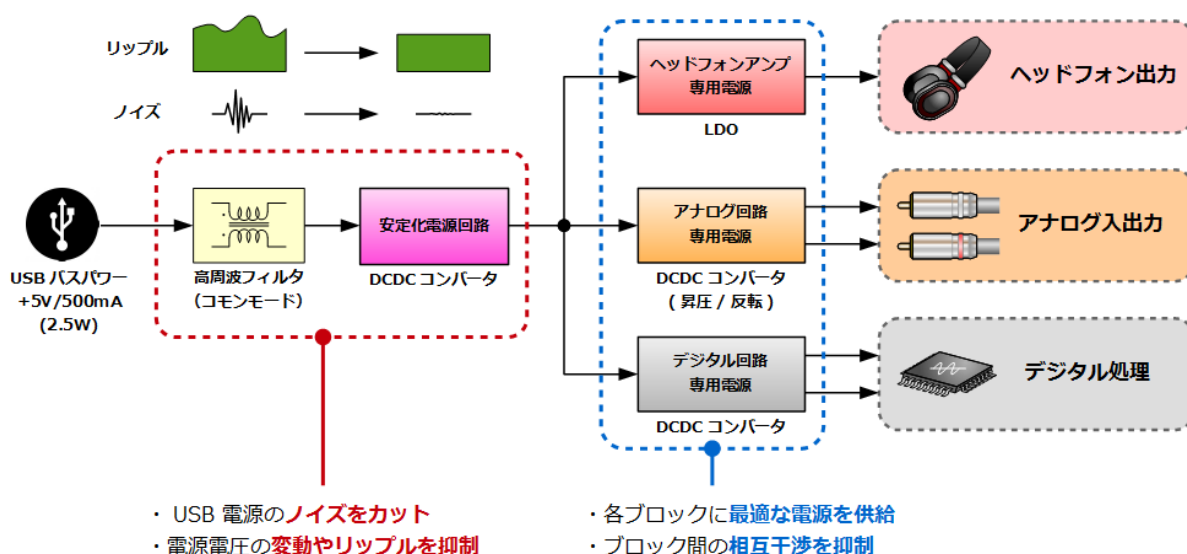 リップル
ノイズ
USB バスパワー
+5V/500mA
(2.5W)
高周波フィルタ
（コモンモード）
安定化電源回路
DCDC コンバータ
ヘッドフォンアンプ
専用電源
LDO
アナログ回路
専用電源
DCDC コンバータ
( 昇圧 / 反転 )
デジタル回路
専用電源
DCDC コンバータ
ヘッドフォン出力
アナログ入出力
デジタル処理
・ USB 電源のノイズをカット
・電源電圧の変動やリップルを抑制
・各ブロックに最適な電源を供給
・ブロック間の相互干渉を抑制